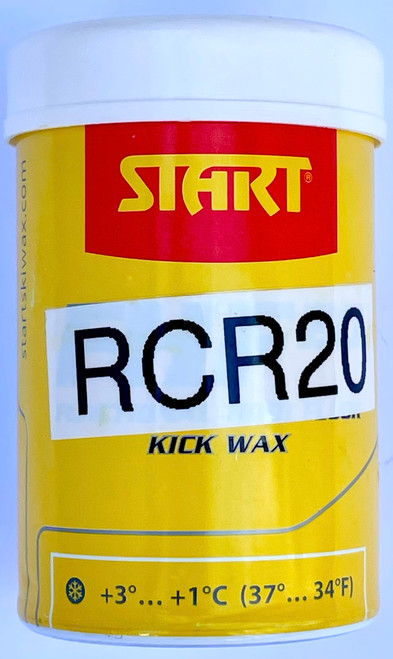 START®
startskiwax.com
RCR20
KICK WAX
+3°... +1°C (37°... 34°F)